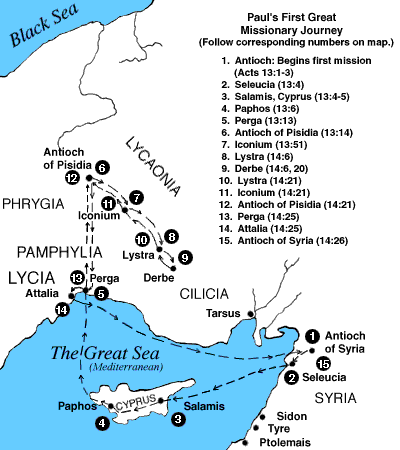 Paul's First Great
Missionary Journey
(Follow corresponding numbers on map.)
1. Antioch: Begins first mission
(Acts 13:1-3)
2. Seleucia (13:4)
3. Salamis, Cyprus (13:4-5)
4. Paphos (13:6)
5. Perga (13:13)
6. Antioch of Pisidia (13:14)
7. Iconium (13:51)
8. Lystra (14:6)
9. Derbe (14:6, 20)
10. Lystra (14:21)
11. Iconium (14:21)
12. Antioch of Pisidia (14:21)
13. Perga (14:25)
14. Attalia (14:25)
15. Antioch of Syria (14:26)
Black Sea
LYCAONIA
Antioch
of Pisidia
6
12
7
PHRYGIA
11
Iconium
10
8
Lystra
9
Derbe
PAMPHYLIA
LYCIA
13
Perga
Attalia
5
14
CILICIA
Tarsus
1
Antioch
of Syria
15
The Great Sea
(Mediterranean)
2
Seleucia
SYRIA
CYPRUS
Paphos
Salamis
4
3
Sidon
Tyre
Ptolemais